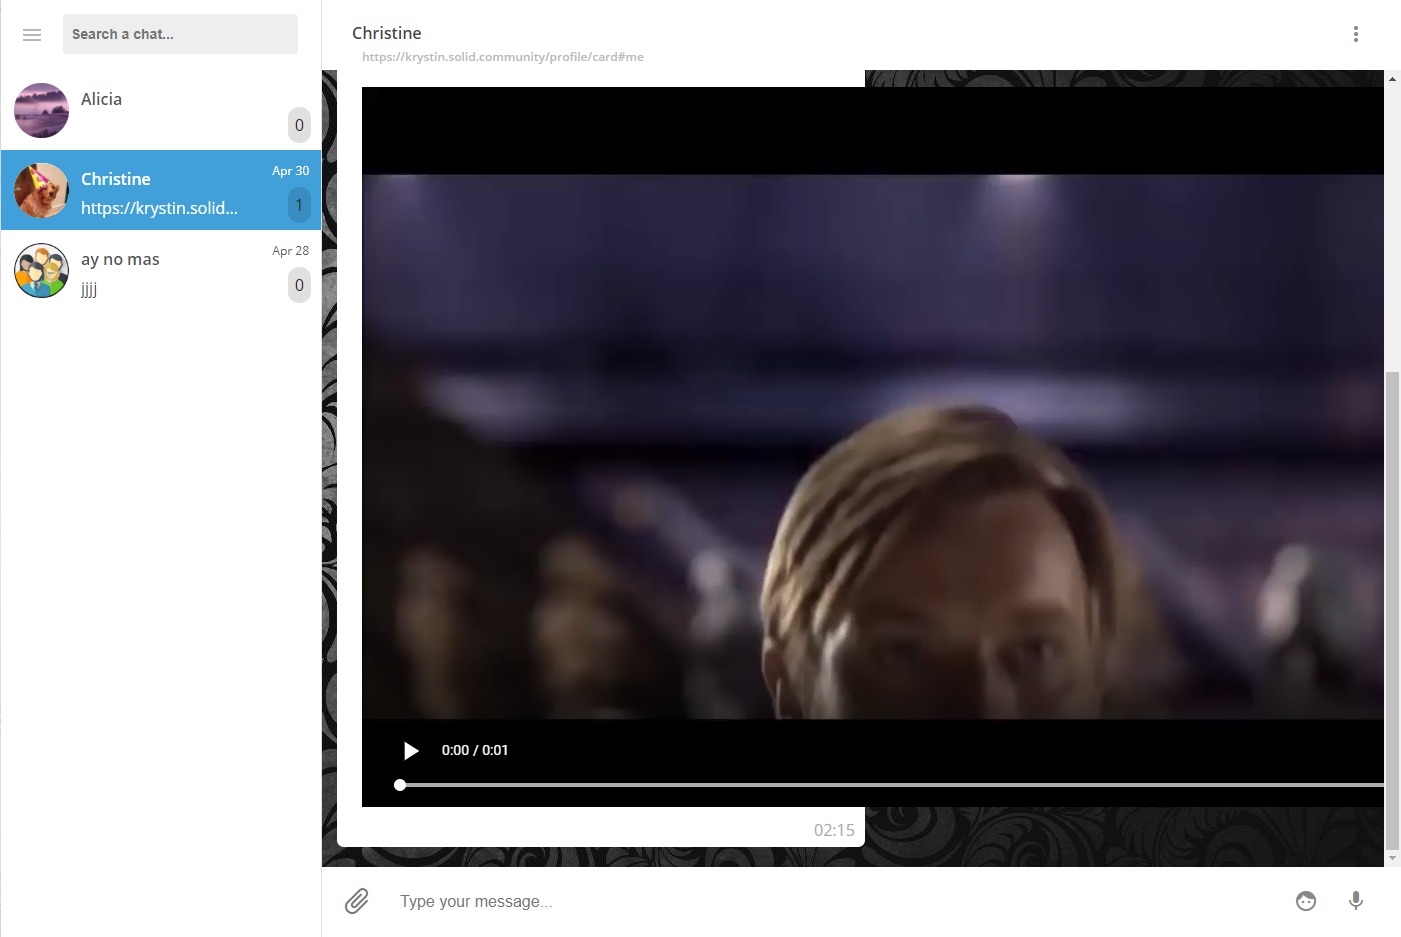 Search a chat...
Alicia
0
Christine
Apr 30
https://krystin.solid...
1
ay no mas
Apr 28
jjjj
0
Christine
https://krystin.solid.community/profile/card#me
0:00 / 0:01
02:15
Type your message...